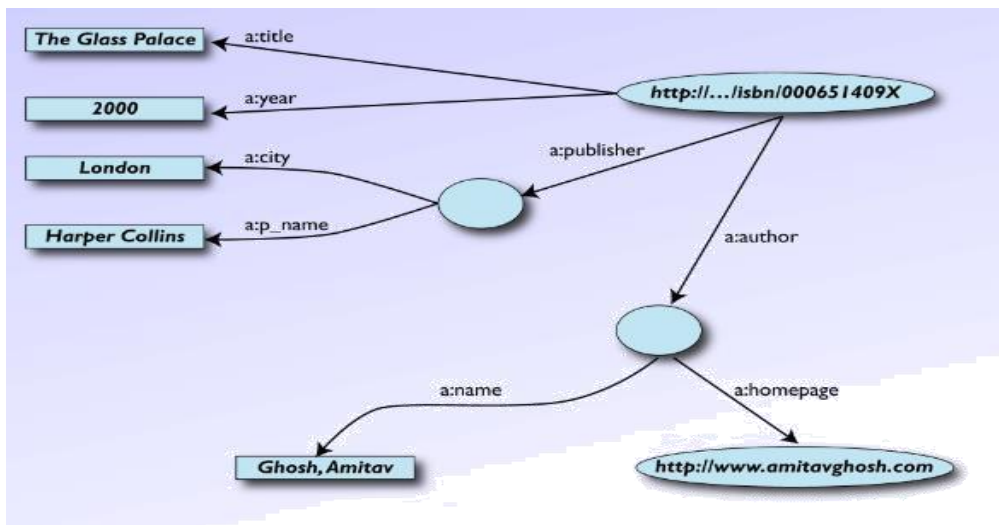 The Glass Palace
a:title
http://.../isbn/000651409X
2000
a:year
London
a:city
a:publisher
Harper Collins
a:p_name
a:author
a:name
a:homepage
Ghosh, Amitav
http://www.amitavghosh.com